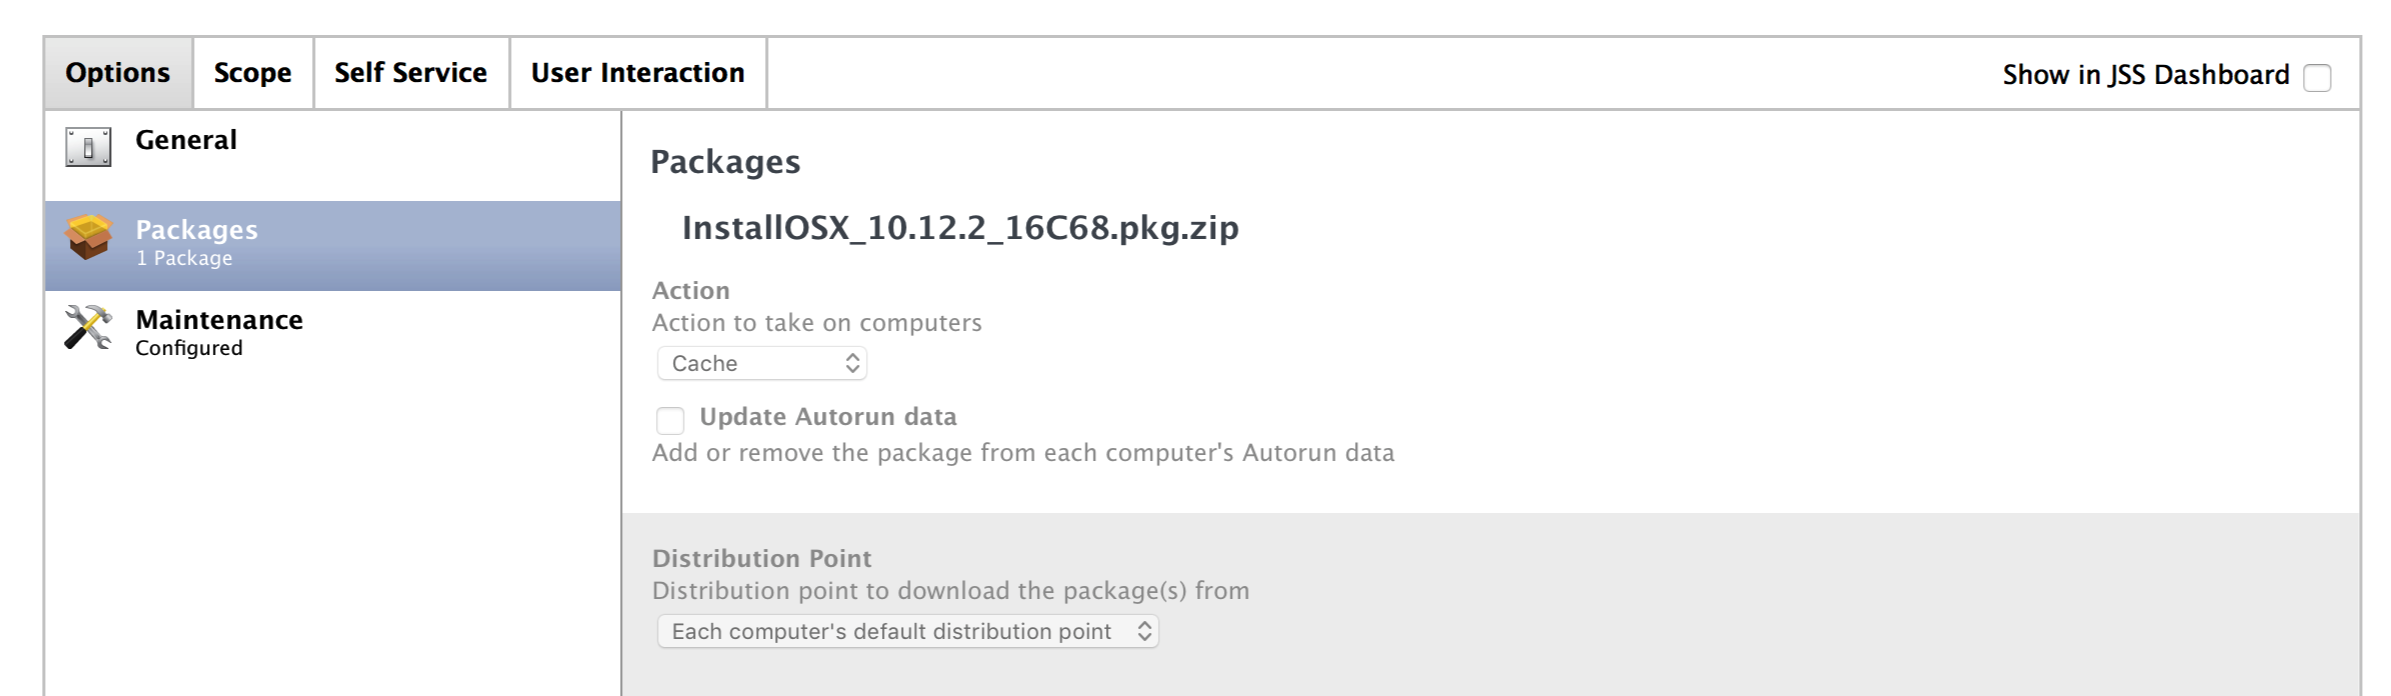 Options
Scope
Self Service
User Interaction
Show in JSS Dashboard
General
Packages
1 Package
Maintenance
Configured
Packages
InstallOSX_10.12.2_16C68.pkg.zip
Action
Action to take on computers
Cache
Update Autorun data
Add or remove the package from each computer's Autorun data
Distribution Point
Distribution point to download the package(s) from
Each computer's default distribution point